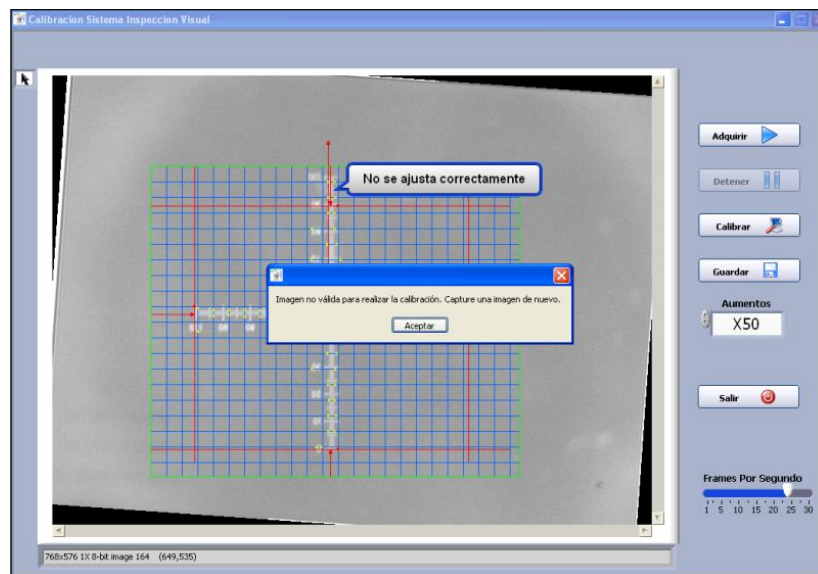 Calibracion Sistema Inspeccion Visual
Adquirir
No se ajusta correctamente
Detener
Calibrar
Imagen no válida para realizar la calibración. Capture una imagen de nuevo.
Guardar
Aceptar
Aumentos
X50
Salir
Frames Por Segundo
1 5 10 15 20 25 30
768x576 1X 8-bit image 164 (649,535)